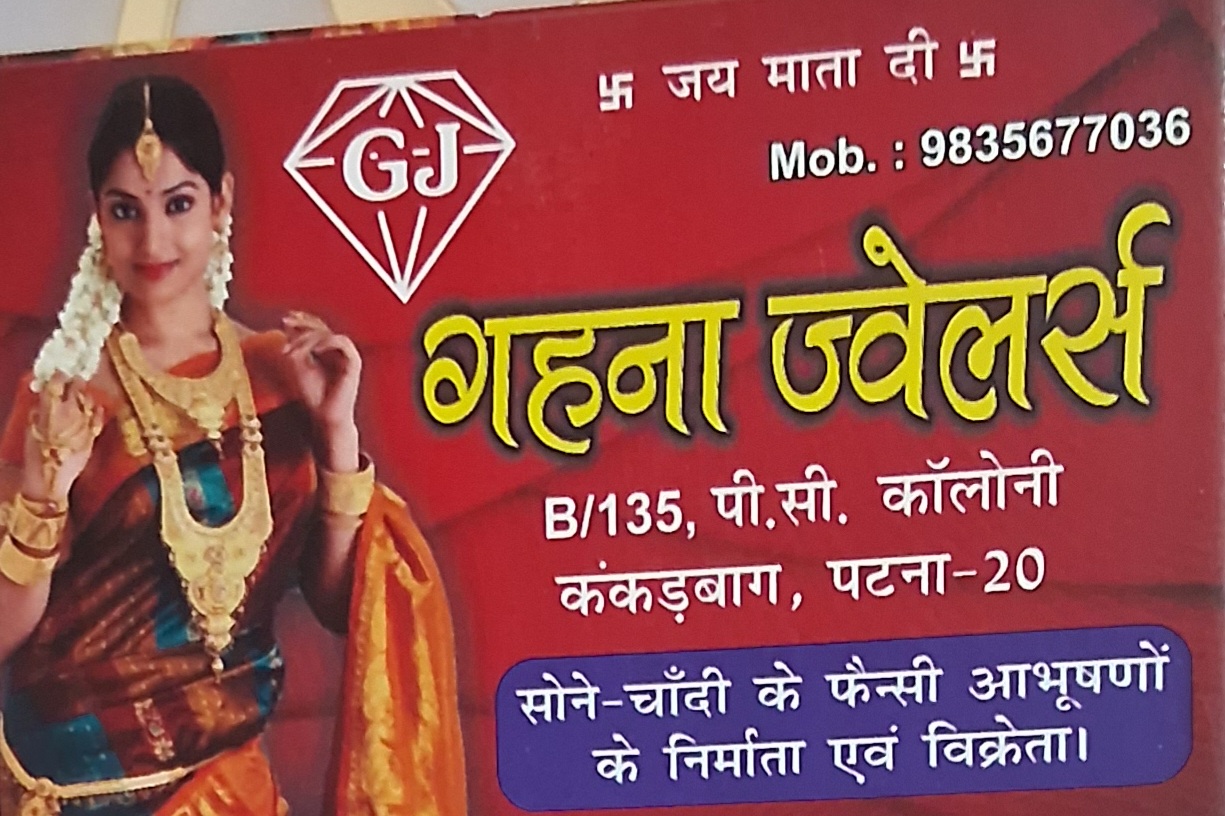 卐 जय माता दी 卐
GJ
Mob. : 9835677036
गहना ज्वेलर्स
B/135, पी.सी. कॉलोनी
कंकड़बाग, पटना-20
सोने-चाँदी के फैन्सी आभूषणों
के निर्माता एवं विक्रेता।